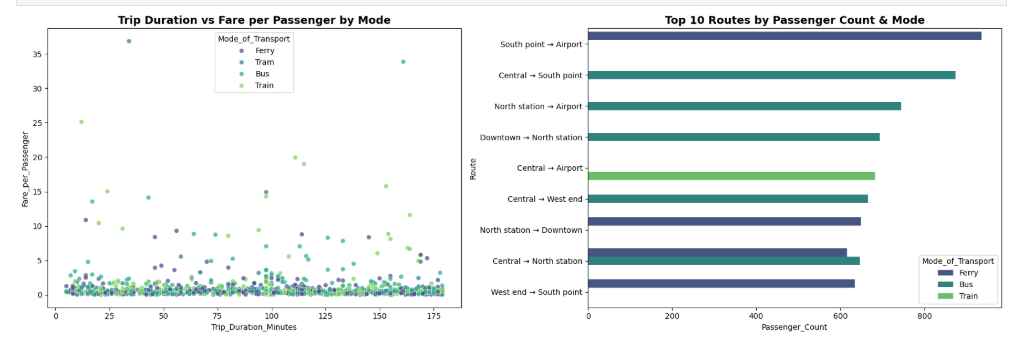 Trip Duration vs Fare per Passenger by Mode
Mode_of_Transport
Ferry
Tram
Bus
Train
Fare_per_Passenger
35
30
25
20
15
10
5
0
0
25
50
75
100
125
150
175
Trip_Duration_Minutes
Top 10 Routes by Passenger Count & Mode
Route
South point → Airport
Central → South point
North station → Airport
Downtown → North station
Central → Airport
Central → West end
North station → Downtown
Central → North station
West end → South point
Mode_of_Transport
Ferry
Bus
Train
0
200
400
600
800
Passenger_Count